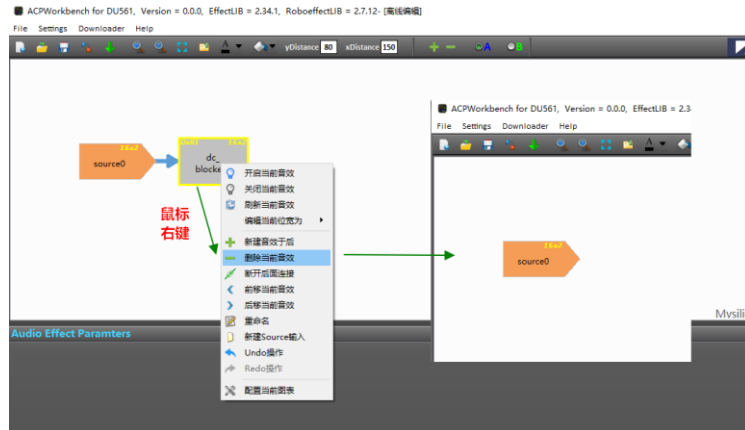 ACPWorkbench for DU561, Version = 0.0.0, EffectLIB = 2.34.1, RoboeffectLIB = 2.7.12- [离线编辑]
File Settings Downloader Help
yDistance 80 xDistance 150 A B
16x2
source0
16x2
dc_
blocke
鼠标
右键
开启当前音效
关闭当前音效
刷新当前音效
编辑当前位宽为
新建音效于后
删除当前音效
断开后面连接
前移当前音效
后移当前音效
重命名
新建Source输入
Undo操作
Redo操作
配置当前图表
ACPWorkbench for DU561, Version = 0.0.0, EffectLIB = 2.3
File Settings Downloader Help
A
16x2
source0
Mysili
Audio Effect Paramters